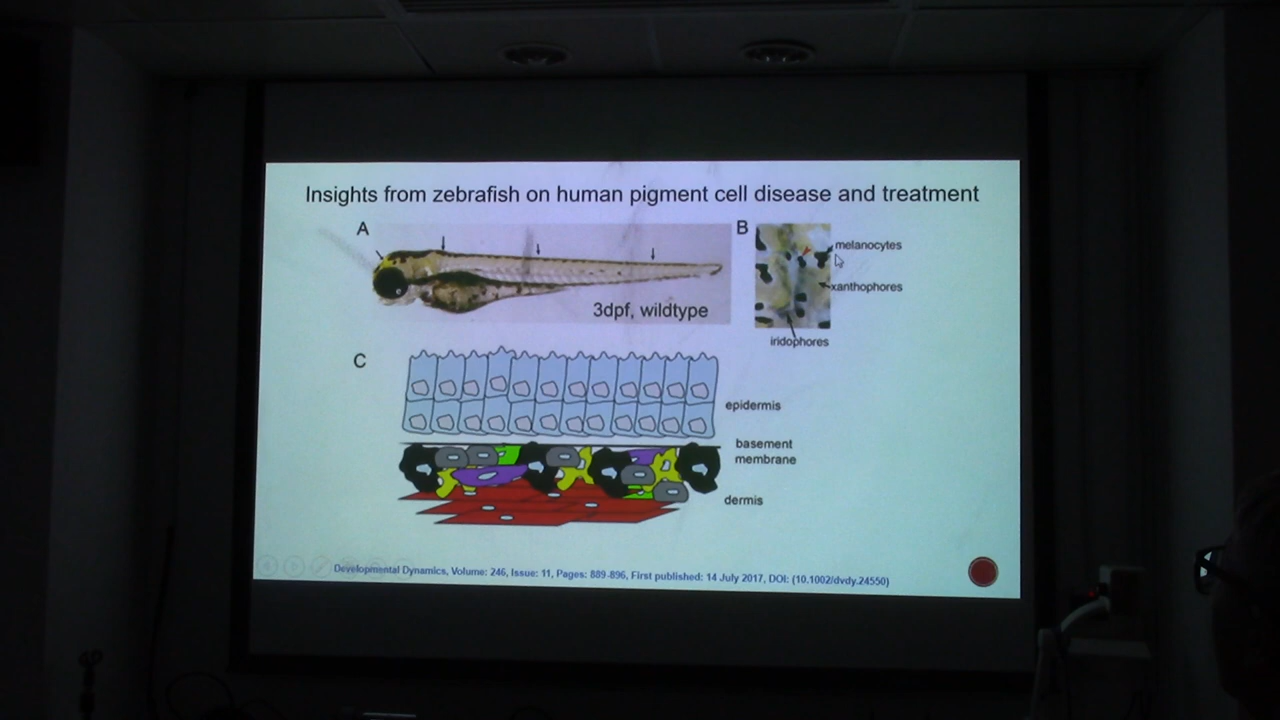 Insights from zebrafish on human pigment cell disease and treatment
A
B
melanocytes
xanthophores
3dpf, wildtype
iridophores
C
epidermis
basement
membrane
dermis
Developmental Dynamics, Volume: 246, Issue: 11, Pages: 889-896, First published: 14 July 2017, DOI: (10.1002/dvdy.24550)